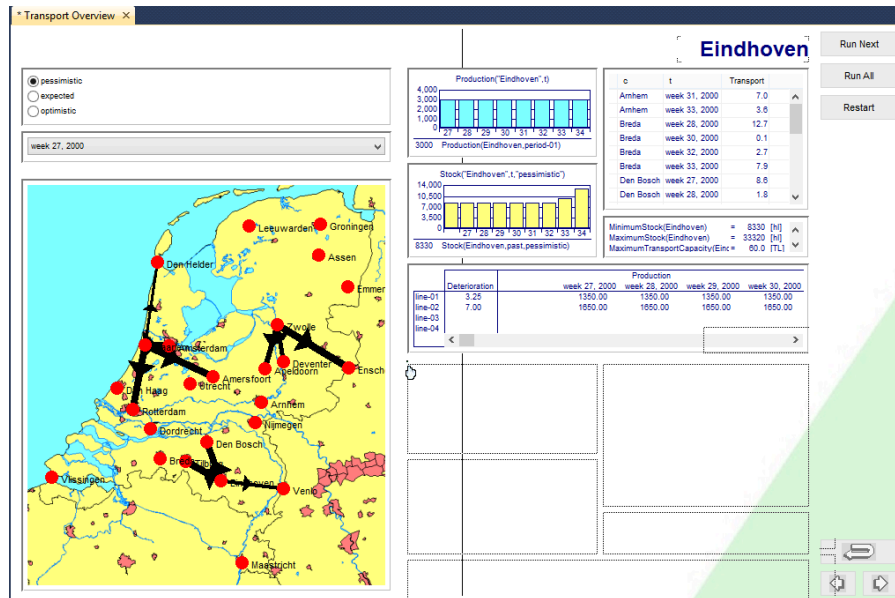 * Transport Overview ×
Eindhoven
Run Next
Run All
Restart
pessimistic
expected
optimistic
week 27, 2000
Production("Eindhoven",t)
4,000
3,000
2,000
1,000
0
27 28 29 30 31 32 33 34
3000 Production(Eindhoven,period-01)
Stock("Eindhoven",t,"pessimistic")
14,000
10,500
7,000
3,500
0
27 28 29 30 31 32 33 34
8330 Stock(Eindhoven,past,pessimistic)
c t Transport
Arnhem week 31, 2000 7.0
Arnhem week 33, 2000 3.6
Breda week 28, 2000 12.7
Breda week 30, 2000 0.1
Breda week 32, 2000 2.7
Breda week 33, 2000 7.9
Den Bosch week 27, 2000 8.6
Den Bosch week 28, 2000 1.8
MinimumStock(Eindhoven) = 8330 [hl]
MaximumStock(Eindhoven) = 33320 [hl]
MaximumTransportCapacity(Eind = 60.0 [TL]
Production
Deterioration week 27, 2000 week 28, 2000 week 29, 2000 week 30, 2000
line-01 3.25 1350.00 1350.00 1350.00 1350.00
line-02 7.00 1650.00 1650.00 1650.00 1650.00
line-03
line-04
Leeuwarden
Groningen
Assen
Den Helder
Emmer
Zwolle
Amsterdam
Deventer
Apeldoorn
Ensch
Amersfoort
Utrecht
Den Haag
Arnhem
Rotterdam
Nijmegen
Dordrecht
Den Bosch
Breda
Tilburg
Eindhoven
Vlissingen
Venlo
Maastricht